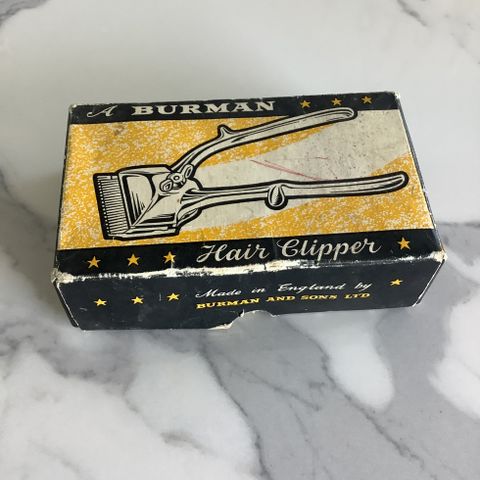 A BURMAN
Hair Clipper
Made in England by
BURMAN AND SONS LTD